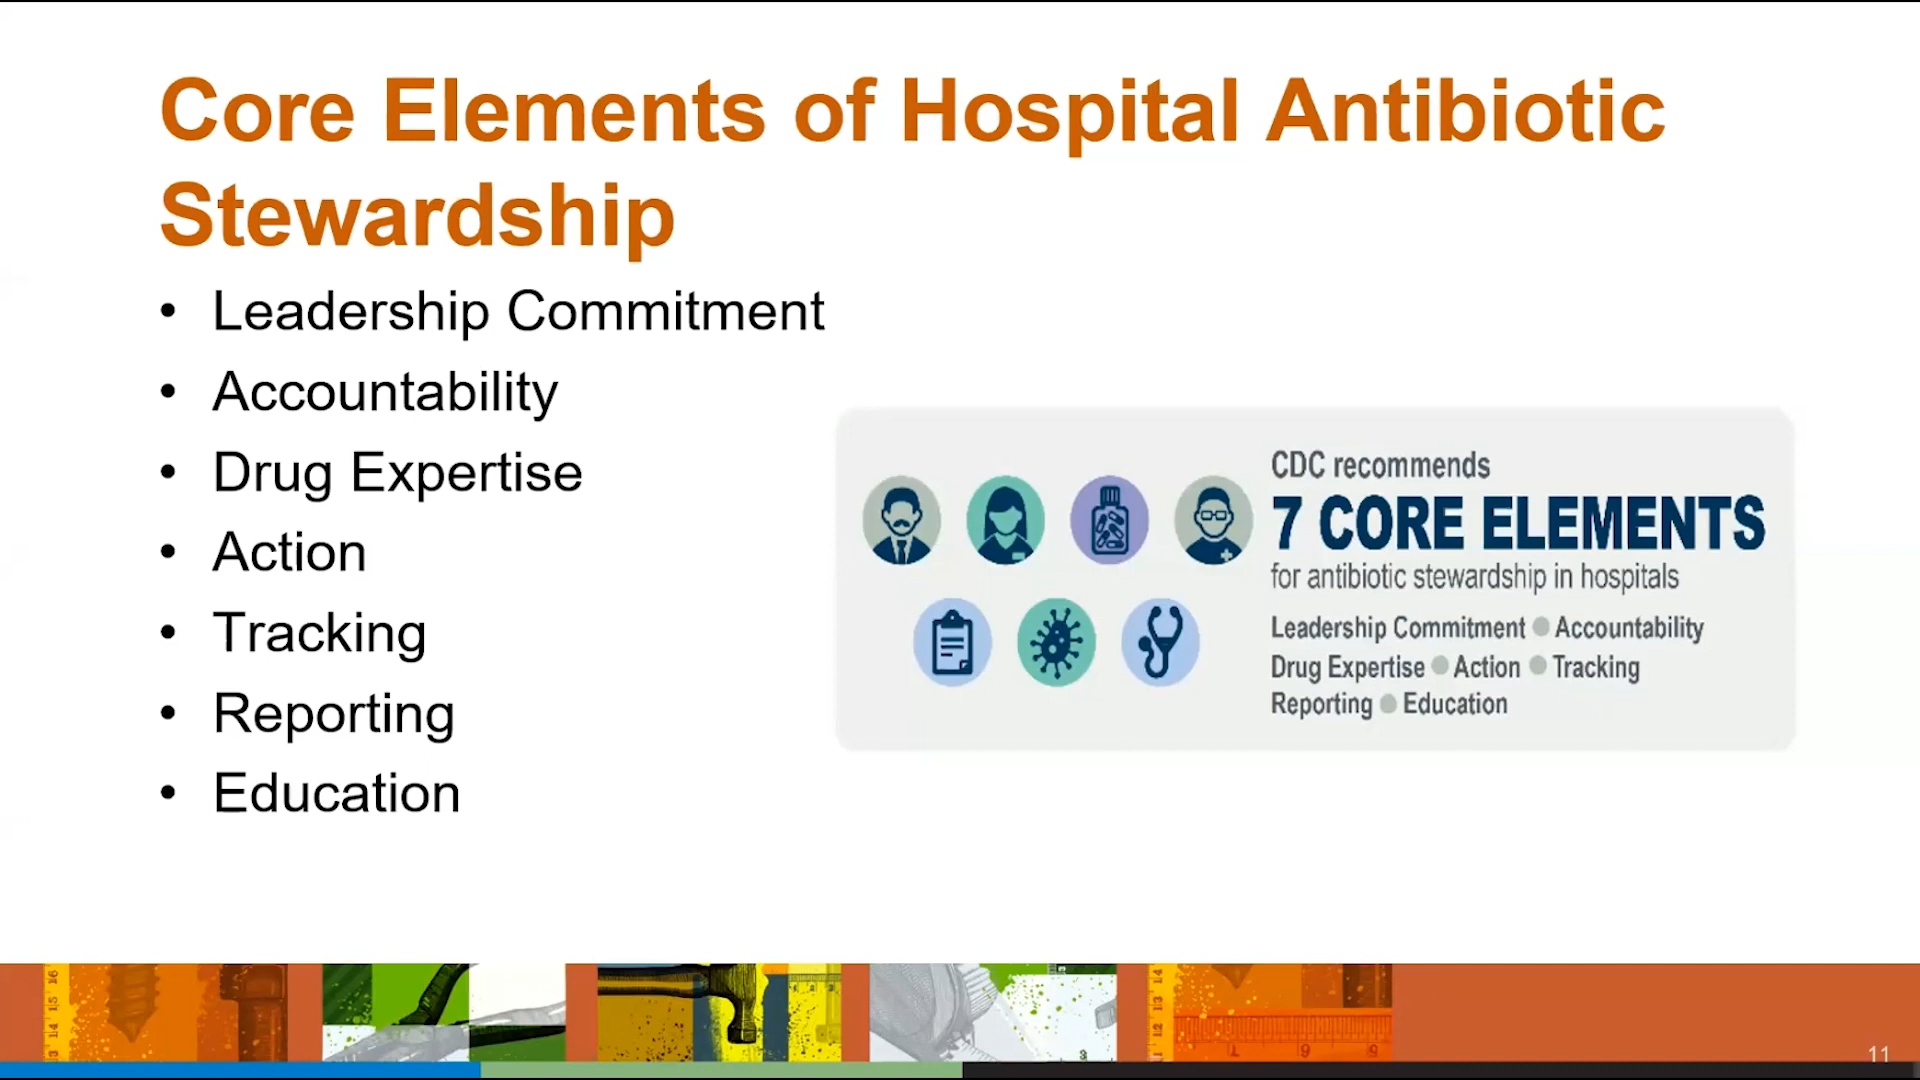 Core Elements of Hospital Antibiotic
Stewardship
• Leadership Commitment
• Accountability
• Drug Expertise
• Action
• Tracking
• Reporting
• Education
CDC recommends
7 CORE ELEMENTS
for antibiotic stewardship in hospitals
Leadership Commitment ● Accountability
Drug Expertise ● Action ● Tracking
Reporting ● Education
11